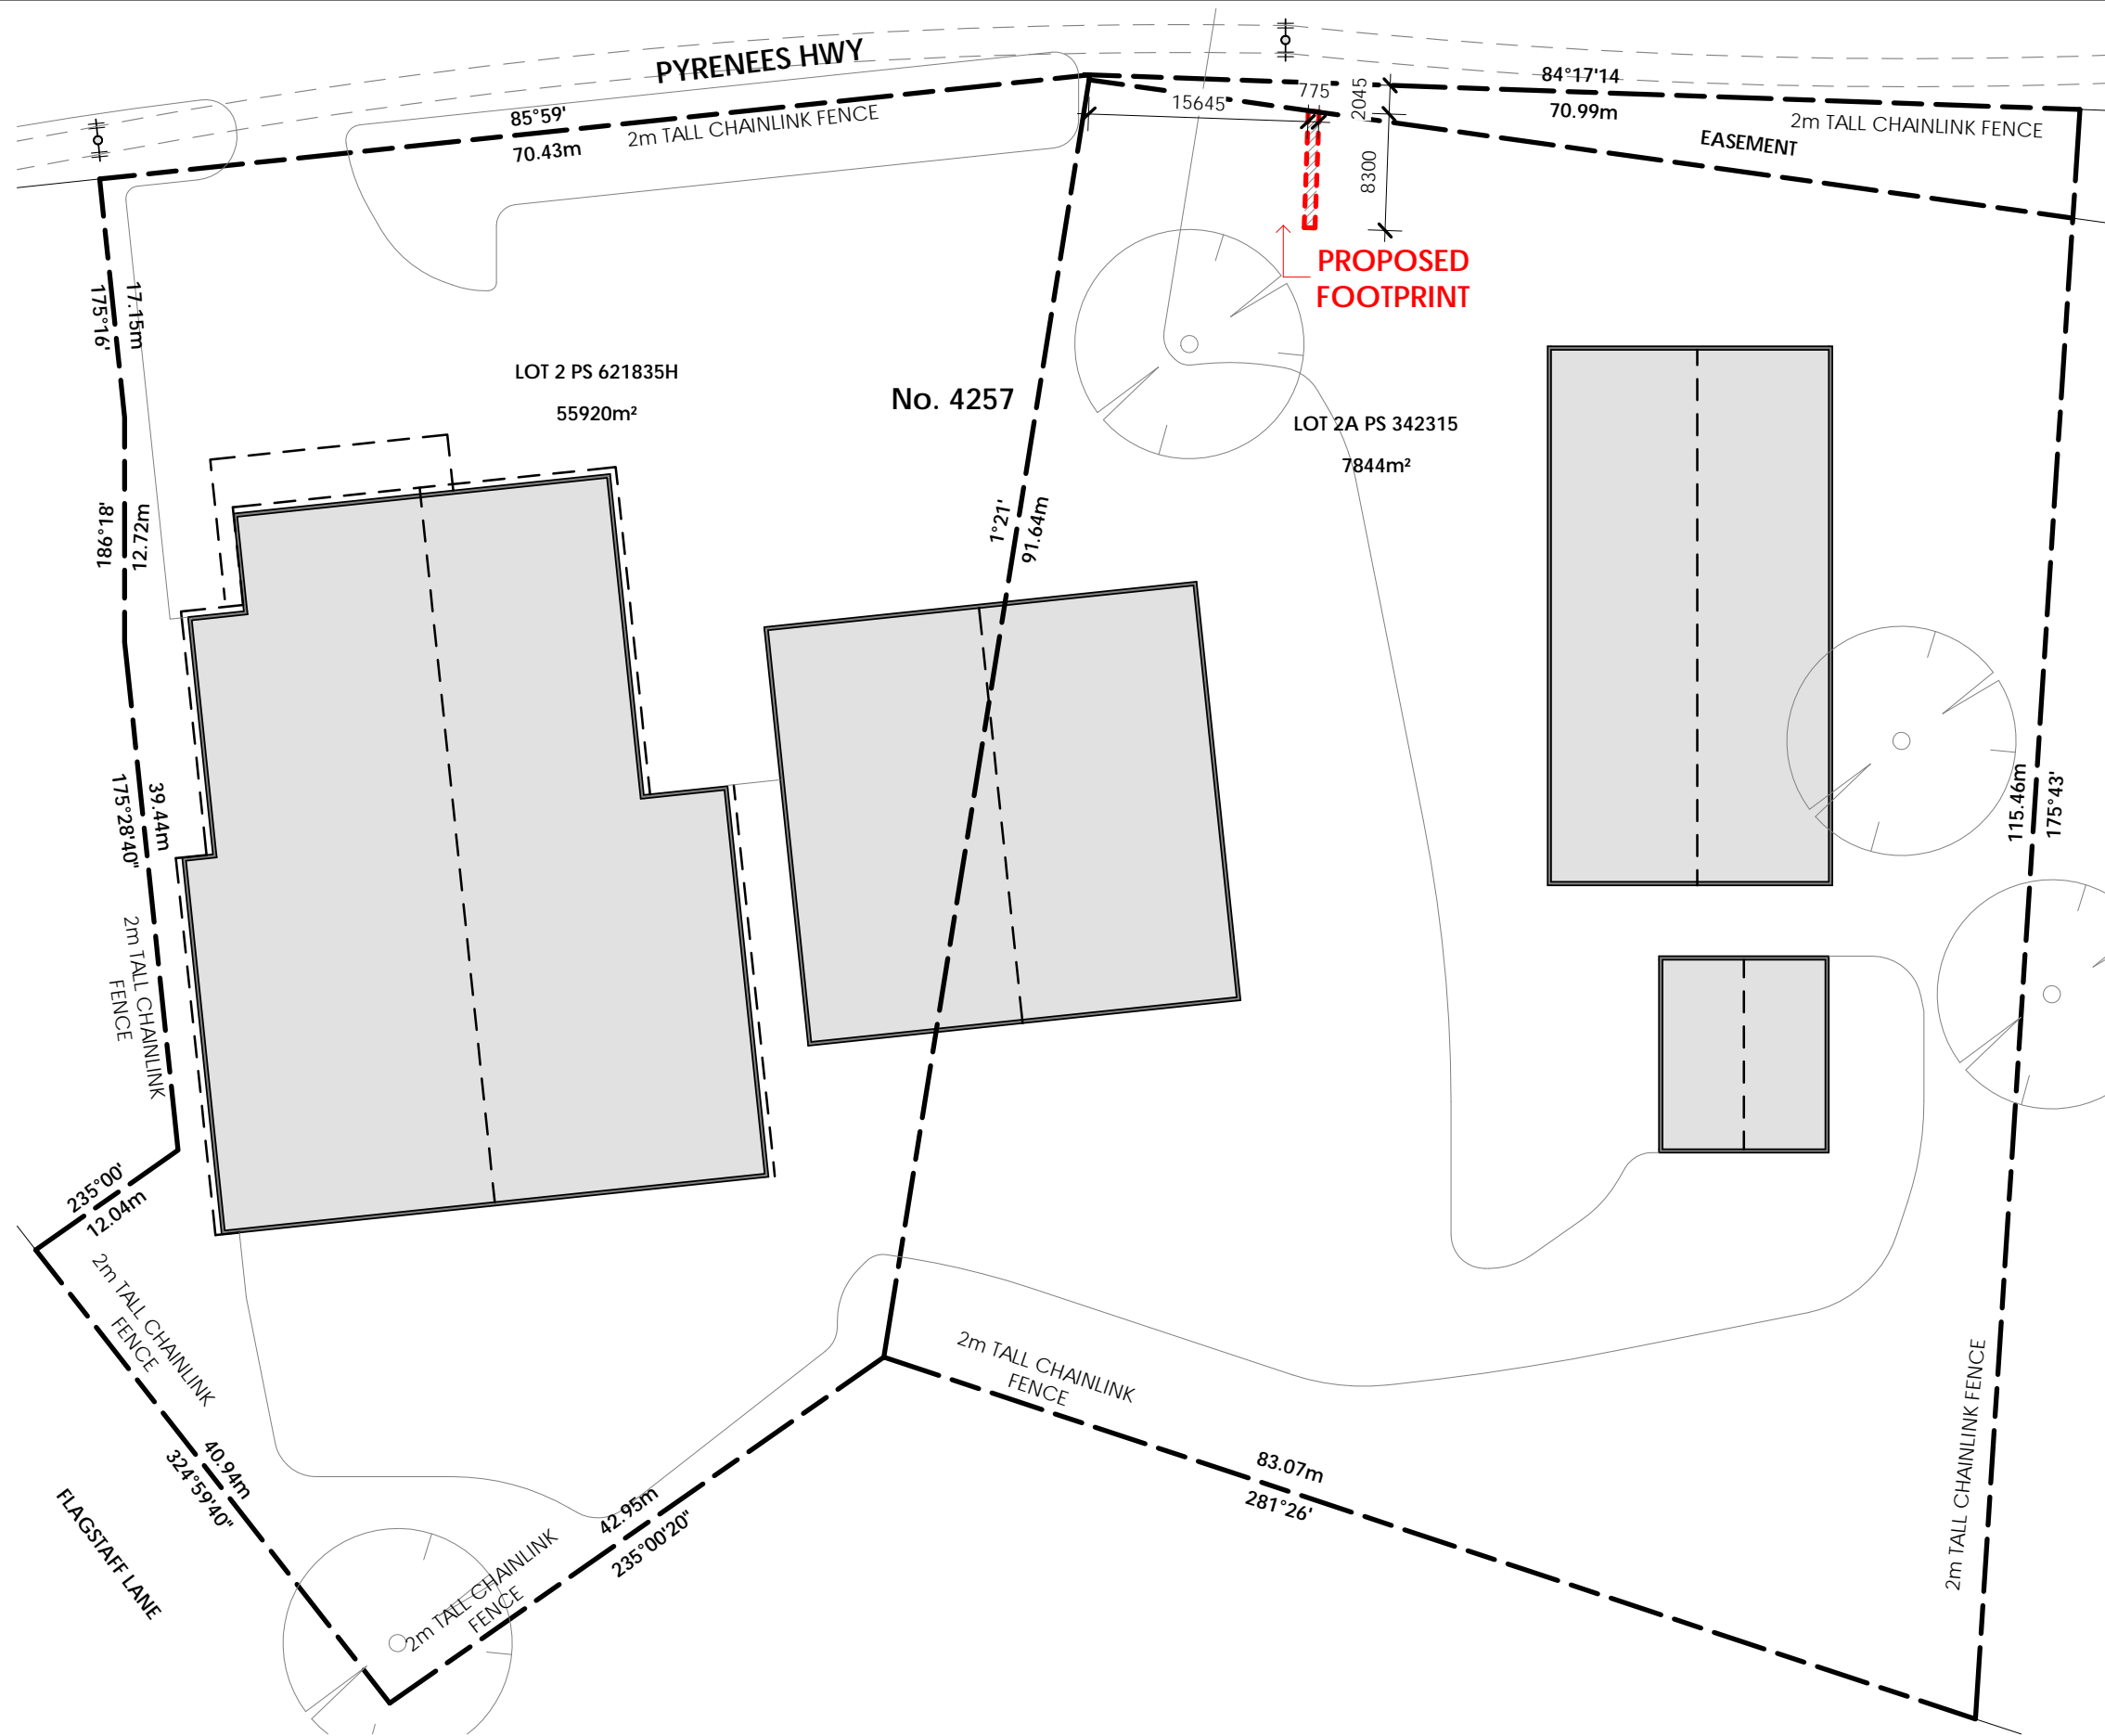 PYRENEES HWY
85°59'
70.43m
2m TALL CHAINLINK FENCE
15645
775
2045
8300
84°17'14
70.99m
2m TALL CHAINLINK FENCE
EASEMENT
PROPOSED
FOOTPRINT
17.15m
175°16'
LOT 2 PS 621835H
55920m²
No. 4257
LOT 2A PS 342315
7844m²
186°18'
12.72m
1°21'
91.64m
39.44m
175°28'40"
2m TALL CHAINLINK
FENCE
115.46m
175°43'
235°00'
12.04m
2m TALL CHAINLINK
FENCE
2m TALL CHAINLINK
FENCE
2m TALL CHAINLINK FENCE
40.94m
324°59'40"
FLAGSTAFF LANE
42.95m
235°00'20"
2m TALL CHAINLINK
FENCE
83.07m
281°26'